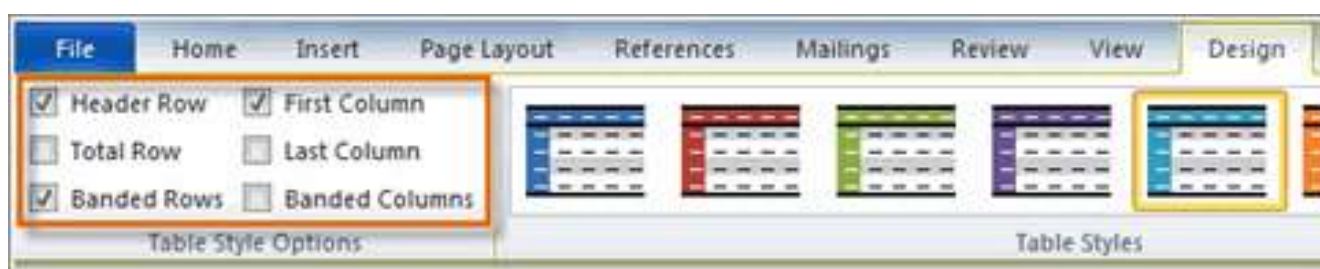 File Home Insert Page Layout References Mailings Review View Design
Header Row First Column
Total Row Last Column
Banded Rows Banded Columns
Table Style Options Table Styles